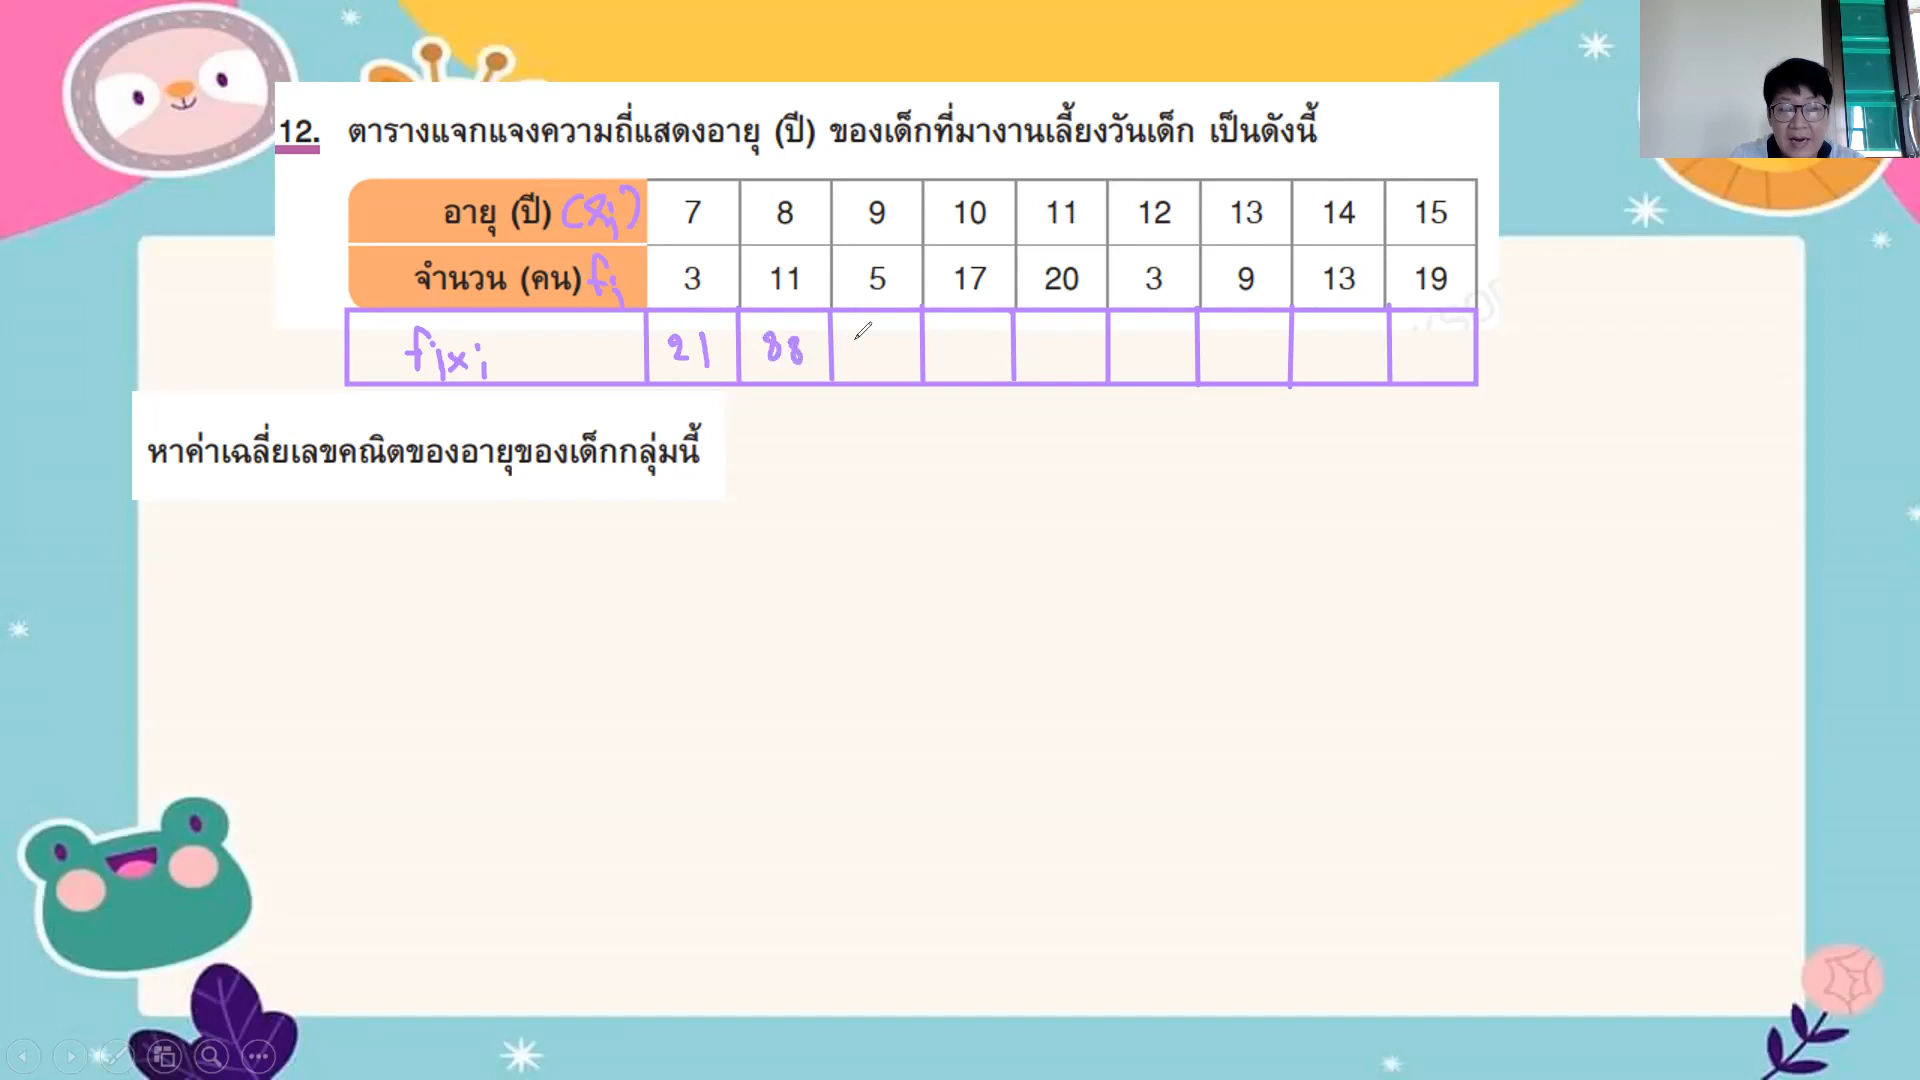 12. ตารางแจกแจงความถี่แสดงอายุ (ปี) ของเด็กที่มางานเลี้ยงวันเด็ก เป็นดังนี้
อายุ (ปี) (xi) 7 8 9 10 11 12 13 14 15
จำนวน (คน) fi 3 11 5 17 20 3 9 13 19
fixi 21 88
หาค่าเฉลี่ยเลขคณิตของอายุของเด็กกลุ่มนี้